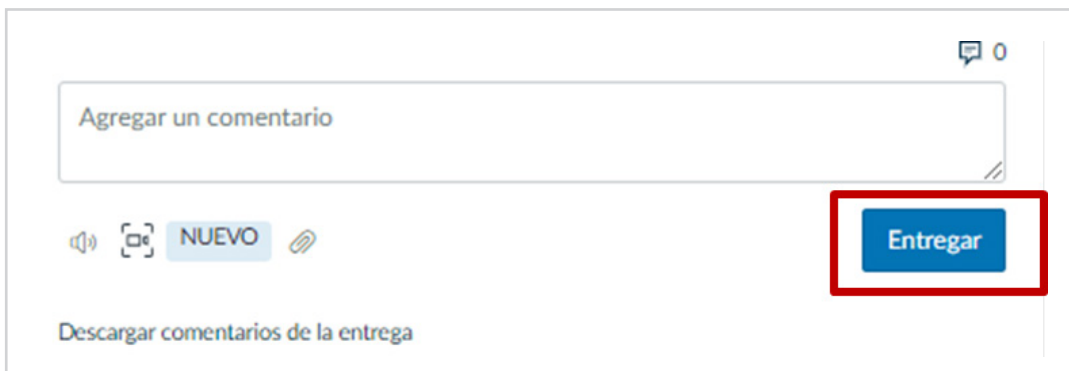 0
Agregar un comentario
NUEVO
Entregar
Descargar comentarios de la entrega